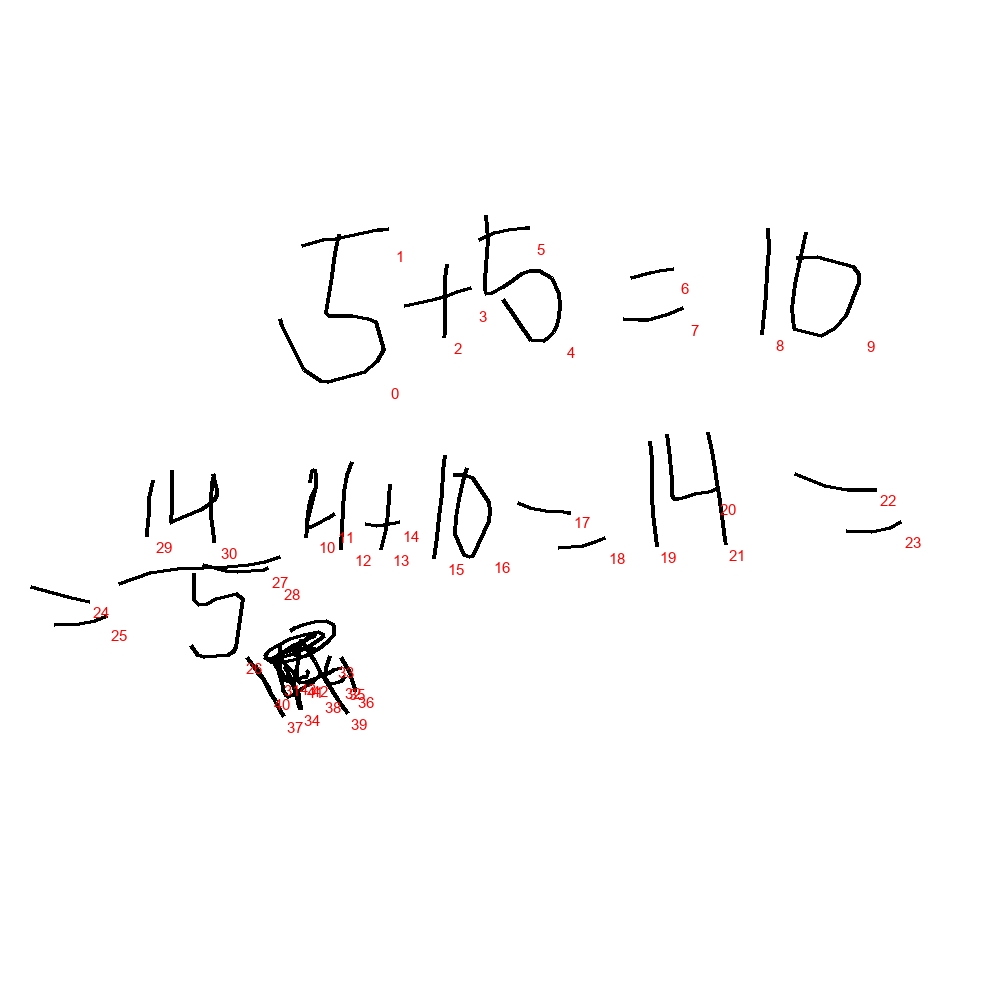 5+5 = 10
4+10 = 14 =
= 14/5